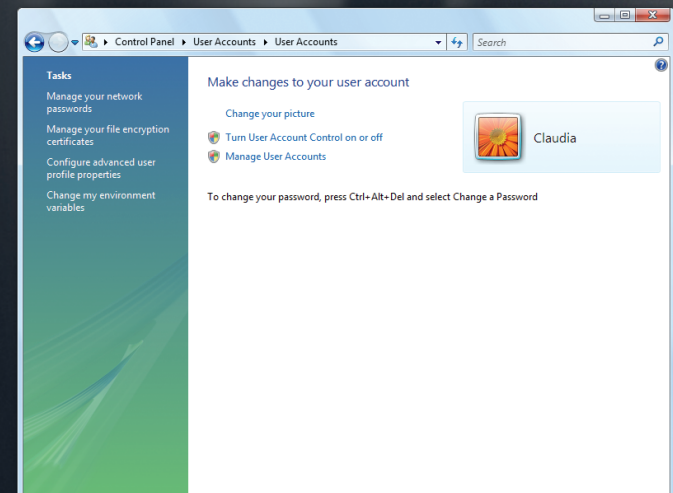 Control Panel ▸ User Accounts ▸ User Accounts
Search
Tasks
Manage your network
passwords
Manage your file encryption
certificates
Configure advanced user
profile properties
Change my environment
variables
Make changes to your user account
Change your picture
Turn User Account Control on or off
Manage User Accounts
Claudia
To change your password, press Ctrl+Alt+Del and select Change a Password